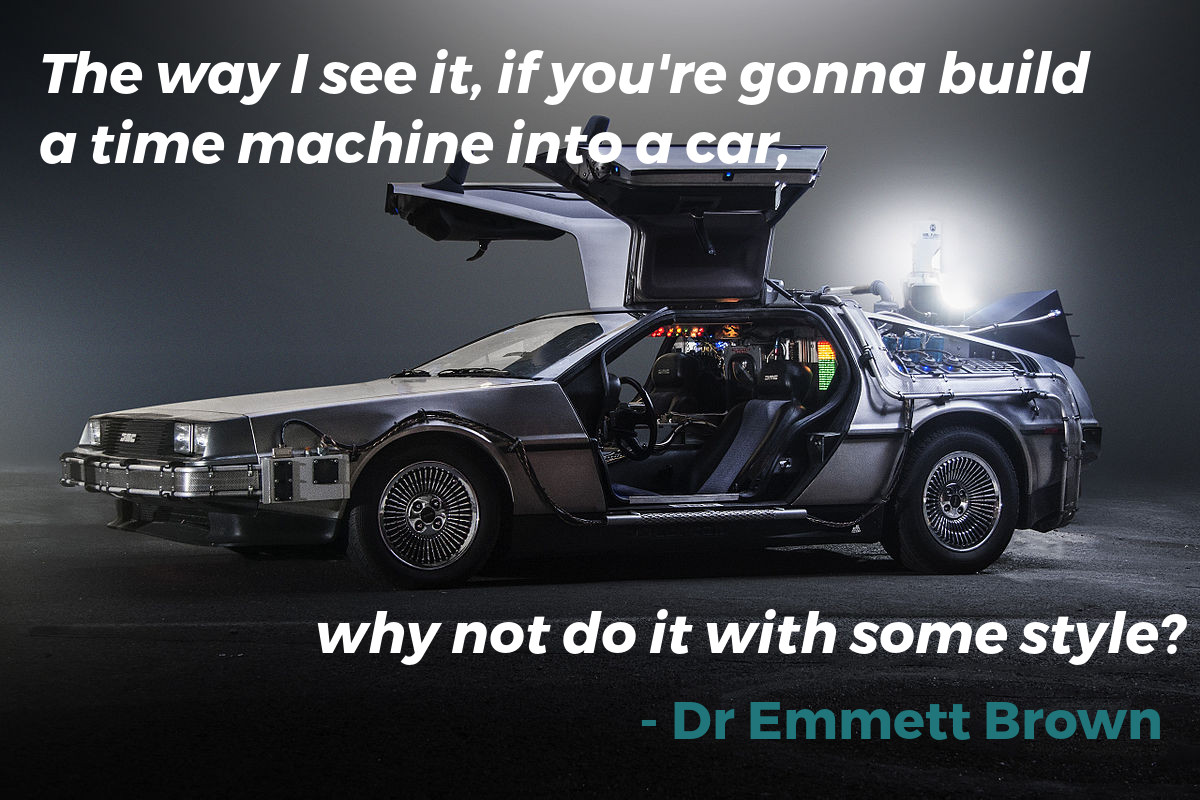 The way I see it, if you're gonna build
a time machine into a car,
why not do it with some style?
- Dr Emmett Brown